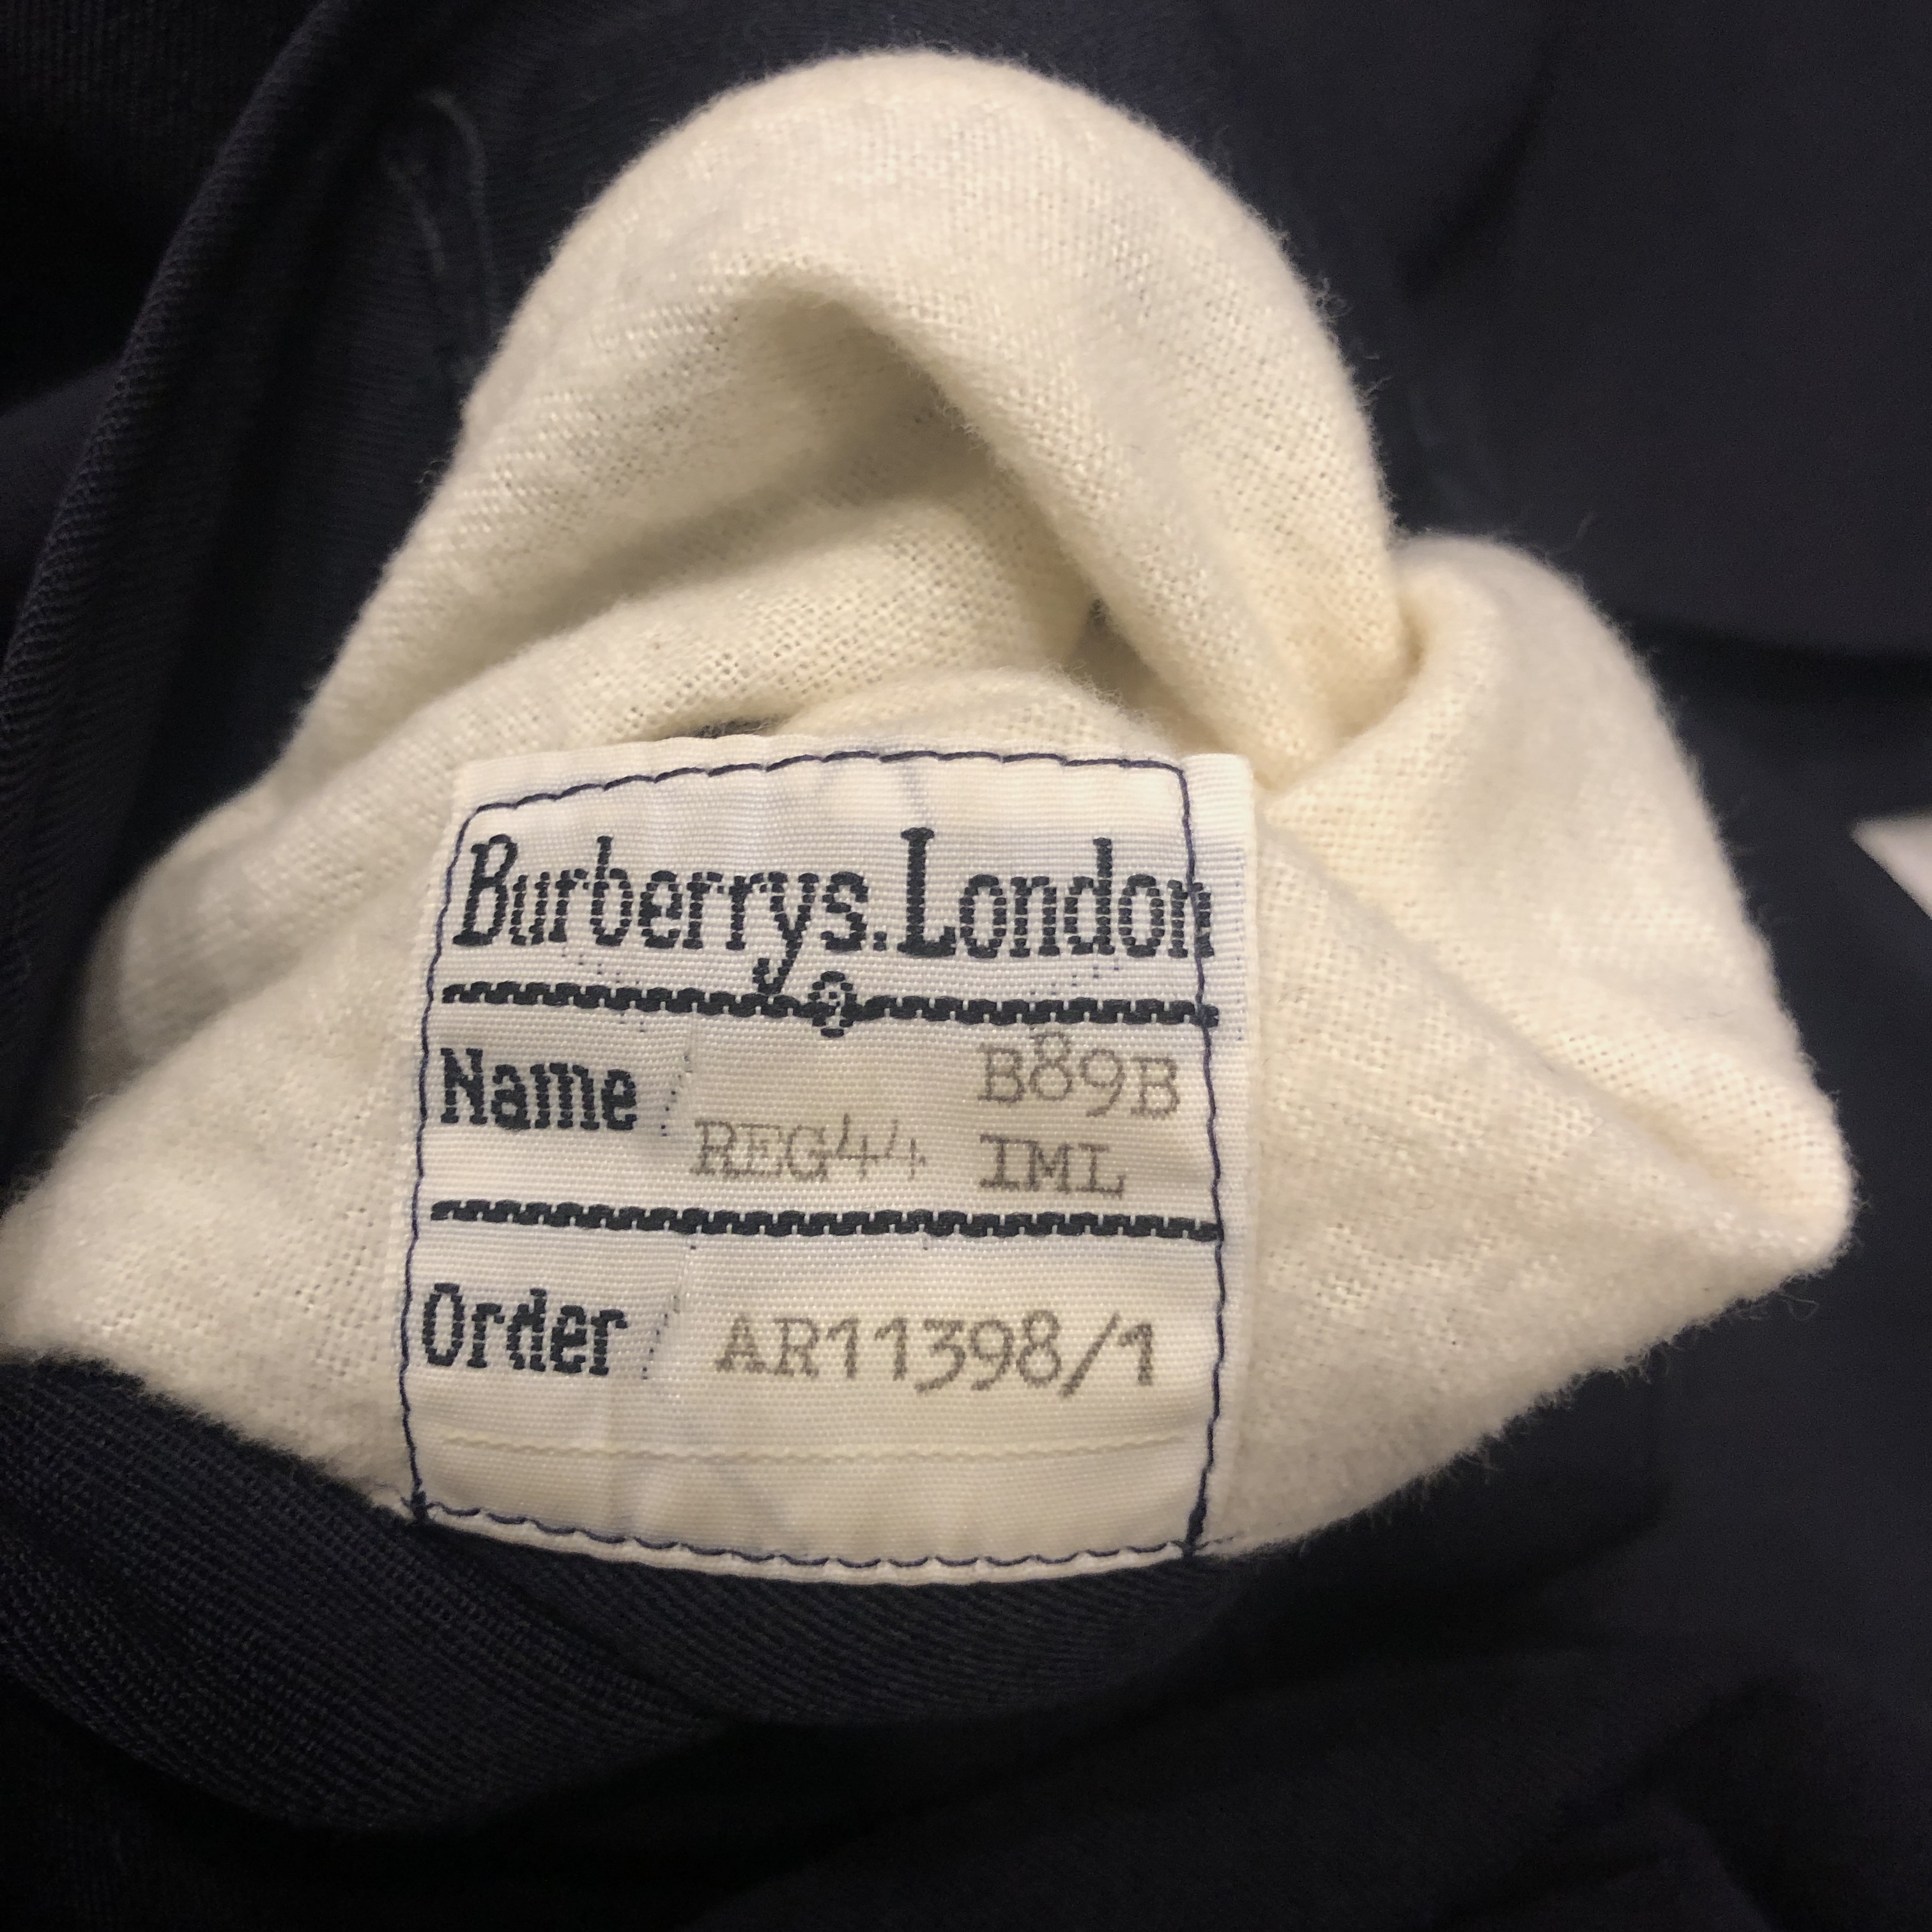 Burberrys.London
B89B
Name REG44 IML
Order AR11398/1